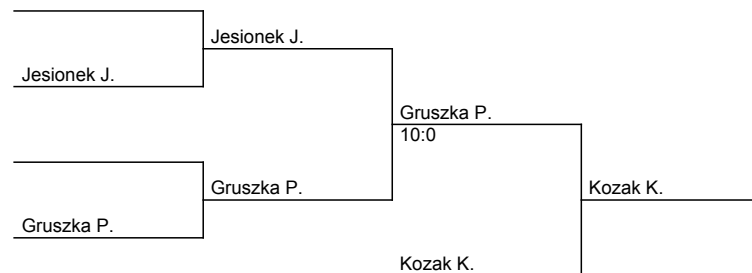 Jesionek J.
Jesionek J.
Gruszka P.
10:0
Gruszka P.
Kozak K.
Gruszka P.
Kozak K.